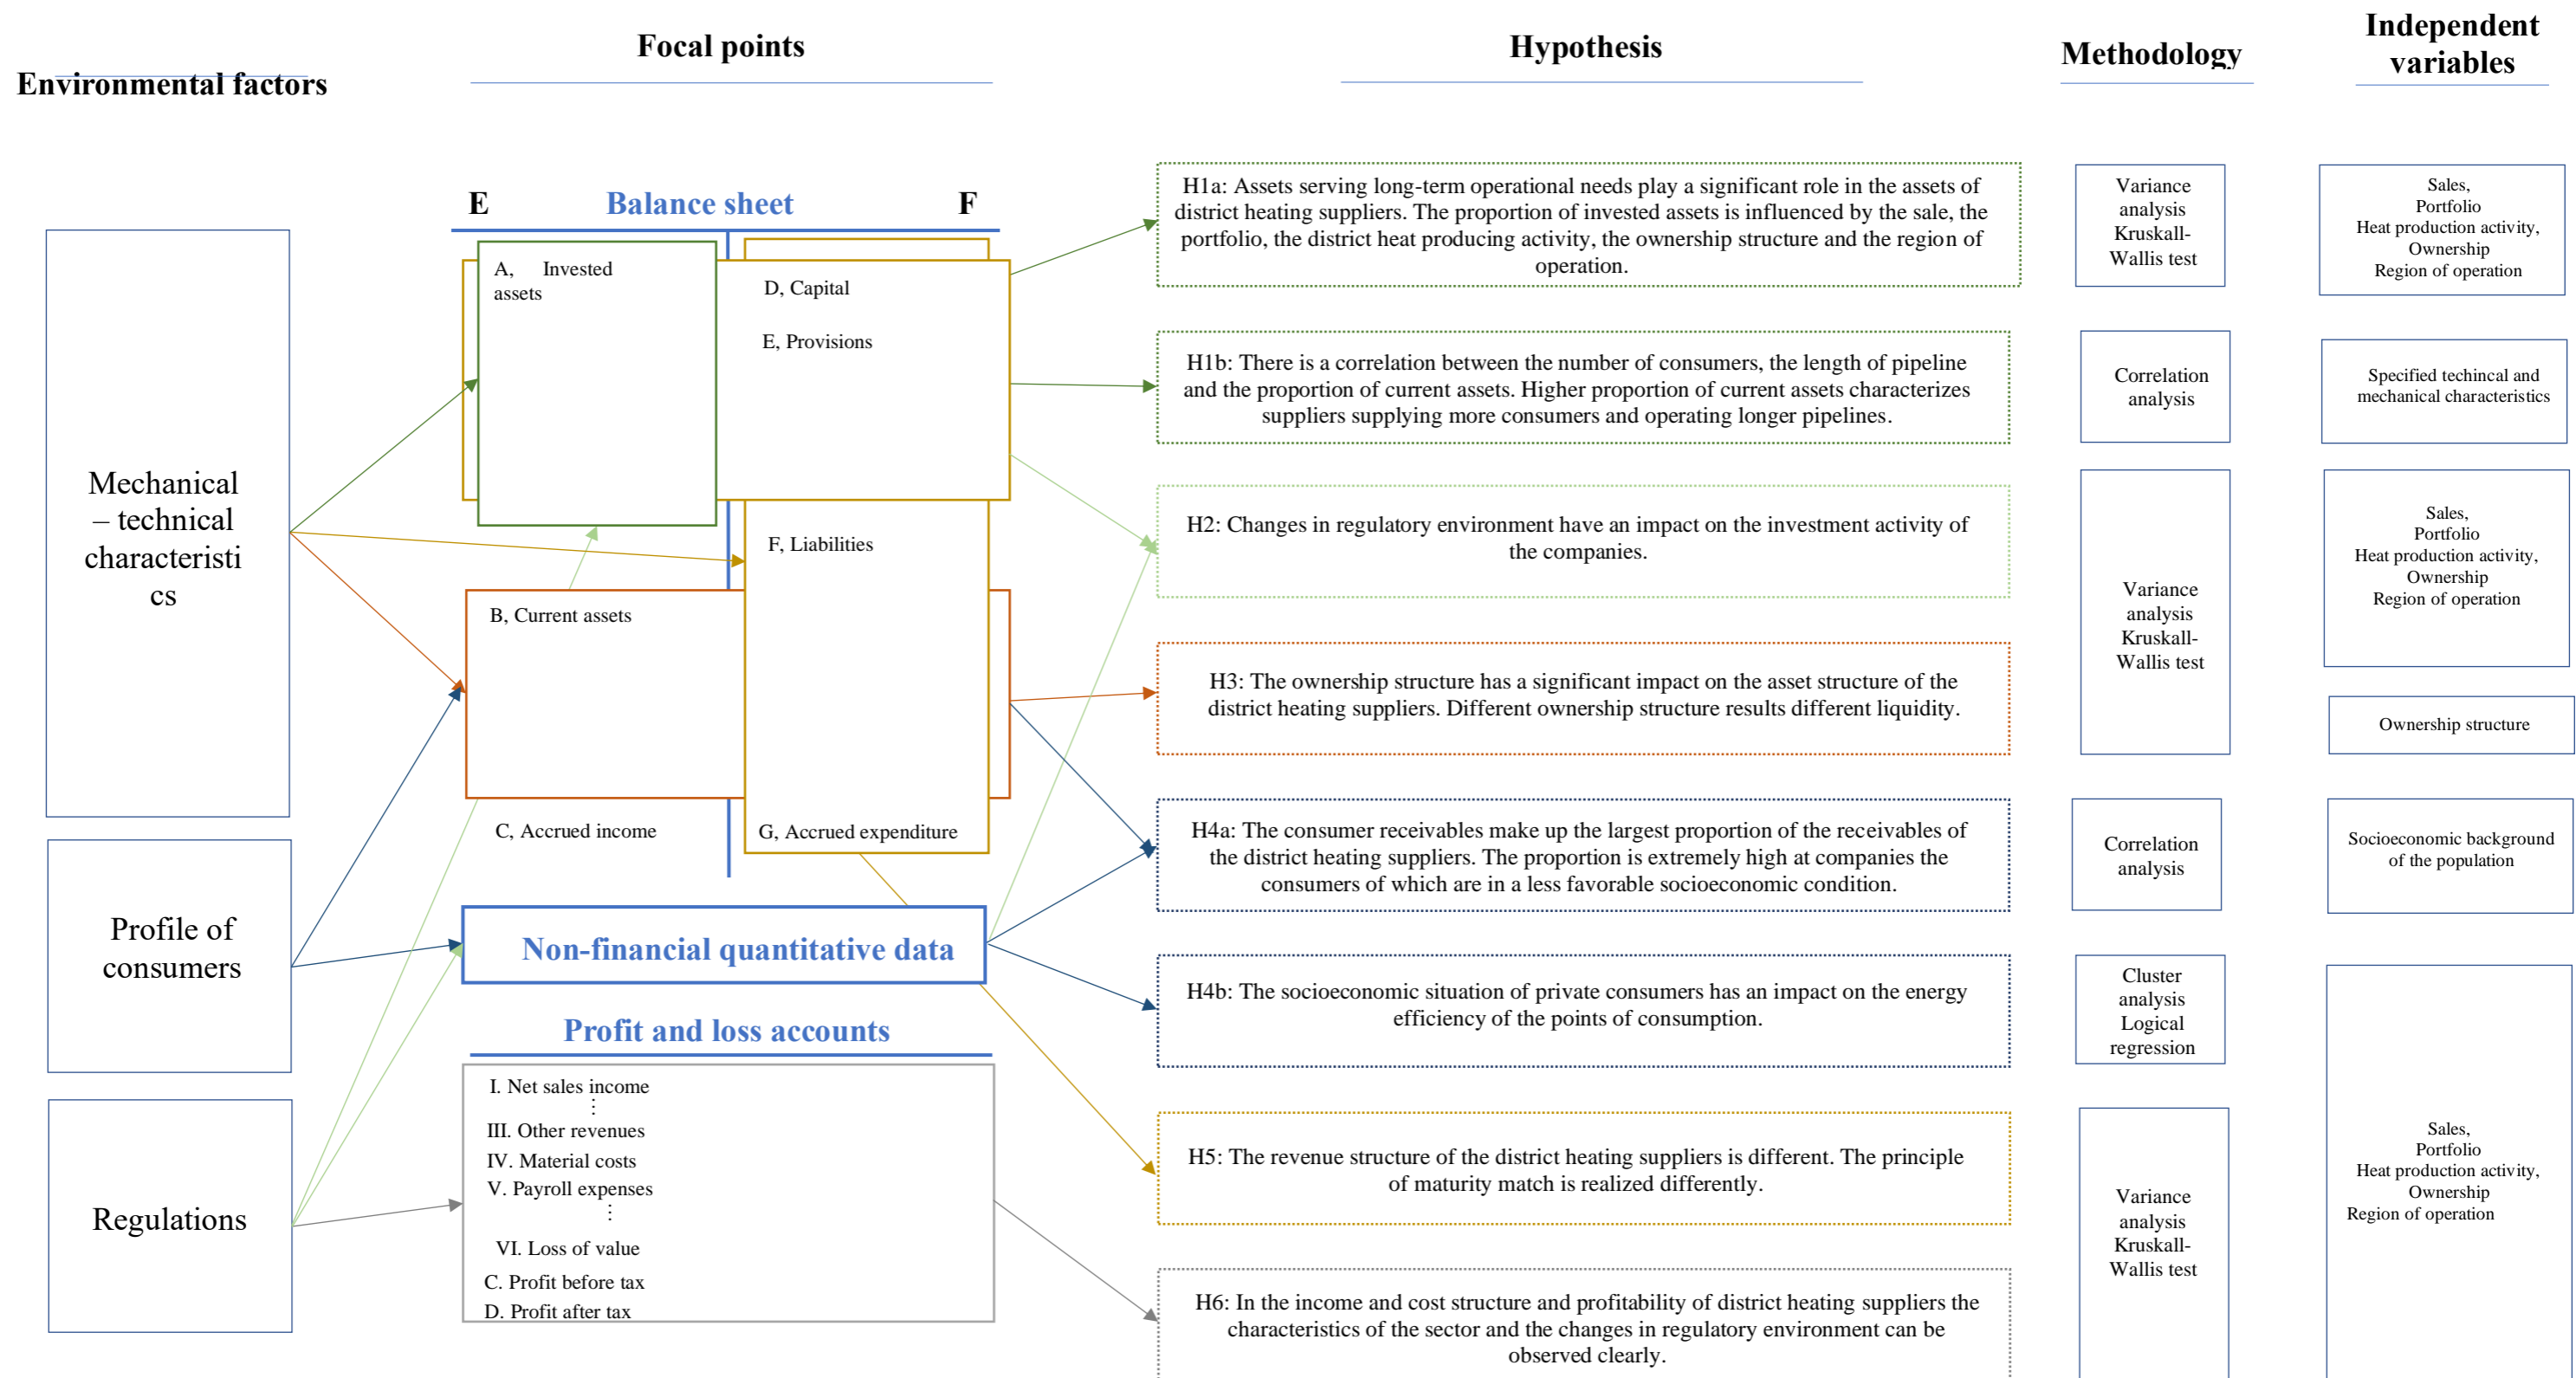 Environmental factors
Focal points
Hypothesis
Methodology
Independent
variables
E
Balance sheet
F
A, Invested
assets
D, Capital
E, Provisions
F, Liabilities
B, Current assets
C, Accrued income
G, Accrued expenditure
Mechanical
– technical
characteristi
cs
Profile of
consumers
Regulations
Non-financial quantitative data
Profit and loss accounts
I. Net sales income
⋮
III. Other revenues
IV. Material costs
V. Payroll expenses
⋮
VI. Loss of value
C. Profit before tax
D. Profit after tax
H1a: Assets serving long-term operational needs play a significant role in the assets of
district heating suppliers. The proportion of invested assets is influenced by the sale, the
portfolio, the district heat producing activity, the ownership structure and the region of
operation.
H1b: There is a correlation between the number of consumers, the length of pipeline
and the proportion of current assets. Higher proportion of current assets characterizes
suppliers supplying more consumers and operating longer pipelines.
H2: Changes in regulatory environment have an impact on the investment activity of
the companies.
H3: The ownership structure has a significant impact on the asset structure of the
district heating suppliers. Different ownership structure results different liquidity.
H4a: The consumer receivables make up the largest proportion of the receivables of
the district heating suppliers. The proportion is extremely high at companies the
consumers of which are in a less favorable socioeconomic condition.
H4b: The socioeconomic situation of private consumers has an impact on the energy
efficiency of the points of consumption.
H5: The revenue structure of the district heating suppliers is different. The principle
of maturity match is realized differently.
H6: In the income and cost structure and profitability of district heating suppliers the
characteristics of the sector and the changes in regulatory environment can be
observed clearly.
Variance
analysis
Kruskall-
Wallis test
Correlation
analysis
Variance
analysis
Kruskall-
Wallis test
Correlation
analysis
Cluster
analysis
Logical
regression
Variance
analysis
Kruskall-
Wallis test
Sales,
Portfolio
Heat production activity,
Ownership
Region of operation
Specified techincal and
mechanical characteristics
Sales,
Portfolio
Heat production activity,
Ownership
Region of operation
Ownership structure
Socioeconomic background
of the population
Sales,
Portfolio
Heat production activity,
Ownership
Region of operation